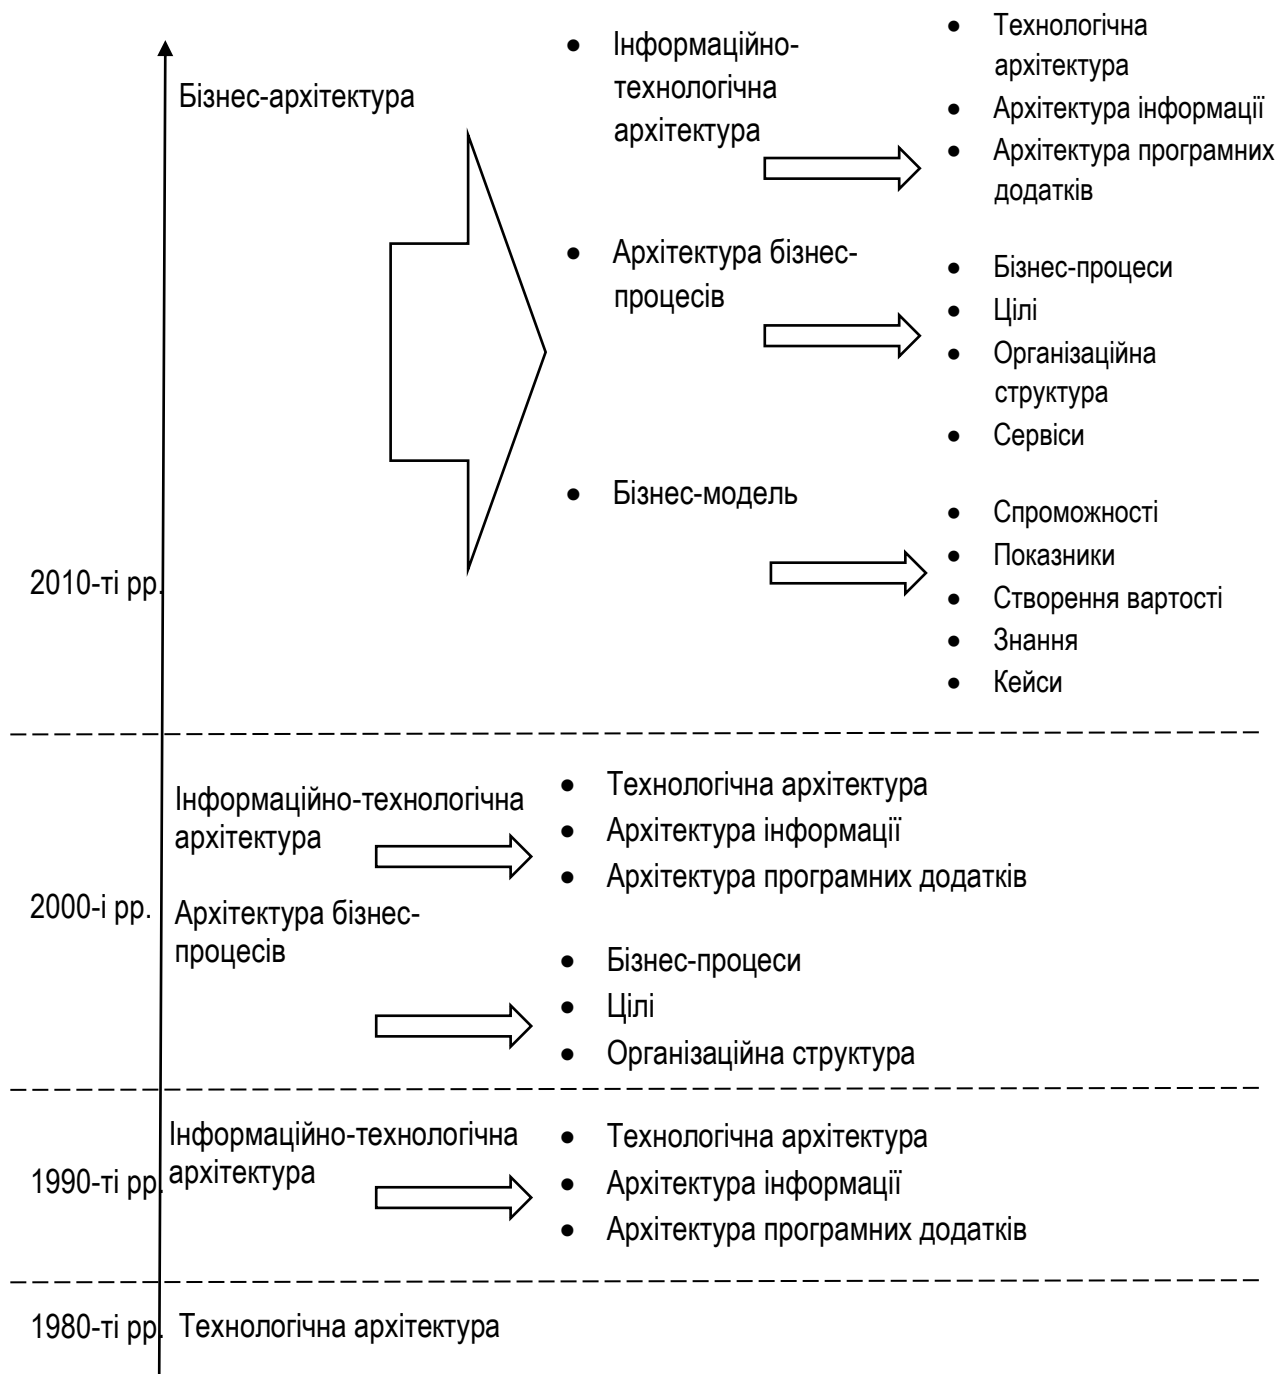 Бізнес-архітектура
• Інформаційно-
технологічна
архітектура
• Технологічна
архітектура
• Архітектура інформації
• Архітектура програмних
додатків
• Архітектура бізнес-
процесів
• Бізнес-процеси
• Цілі
• Організаційна
структура
• Сервіси
• Бізнес-модель
• Спроможності
• Показники
• Створення вартості
• Знання
• Кейси
2010-ті рр.
Інформаційно-технологічна
архітектура
• Технологічна архітектура
• Архітектура інформації
• Архітектура програмних додатків
2000-і рр.
Архітектура бізнес-
процесів
• Бізнес-процеси
• Цілі
• Організаційна структура
1990-ті рр.
Інформаційно-технологічна
архітектура
• Технологічна архітектура
• Архітектура інформації
• Архітектура програмних додатків
1980-ті рр.
Технологічна архітектура